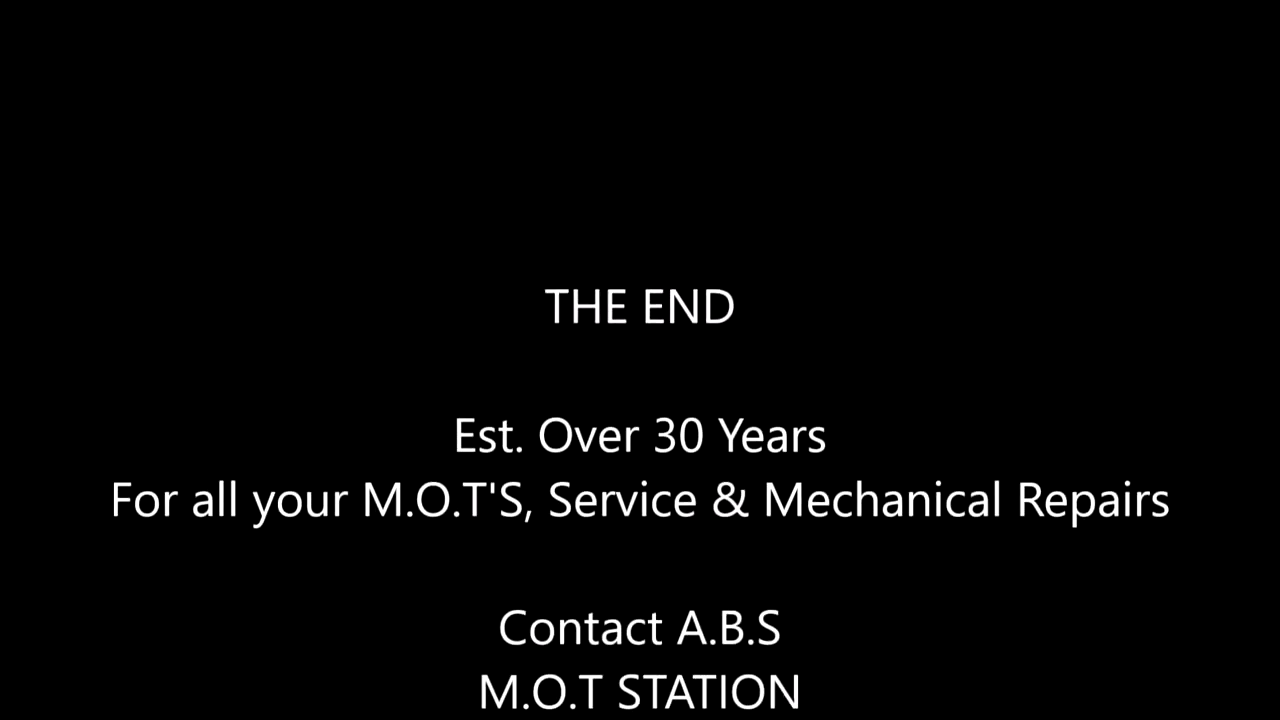 THE END
Est. Over 30 Years
For all your M.O.T'S, Service & Mechanical Repairs
Contact A.B.S
M.O.T STATION